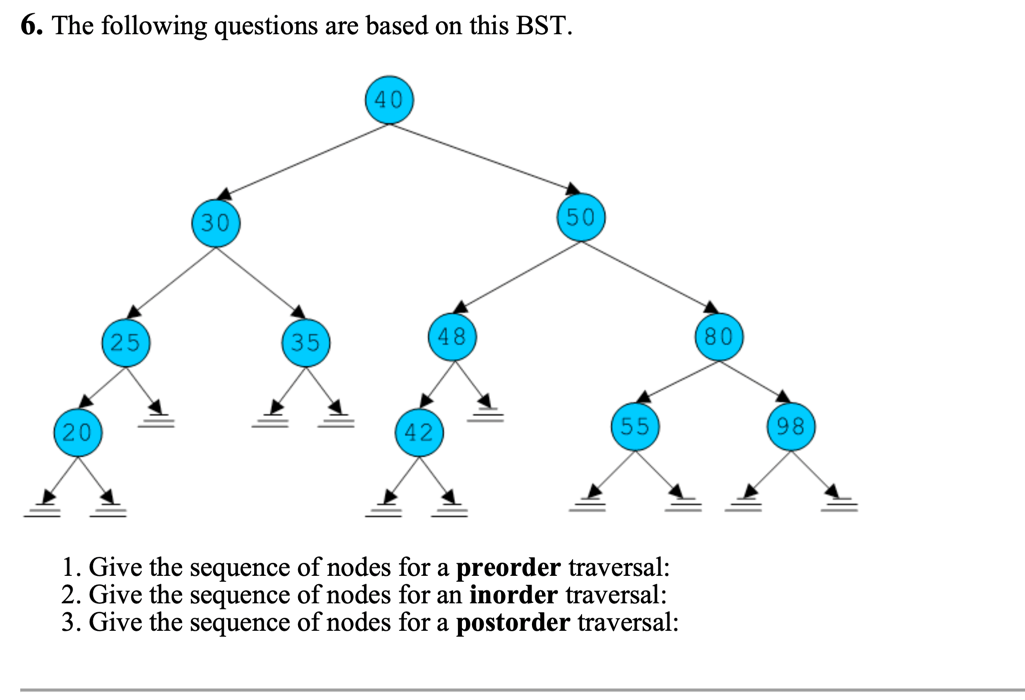 6. The following questions are based on this BST.
40
30
50
25
35
48
80
20
42
55
98
1. Give the sequence of nodes for a preorder traversal:
2. Give the sequence of nodes for an inorder traversal:
3. Give the sequence of nodes for a postorder traversal: